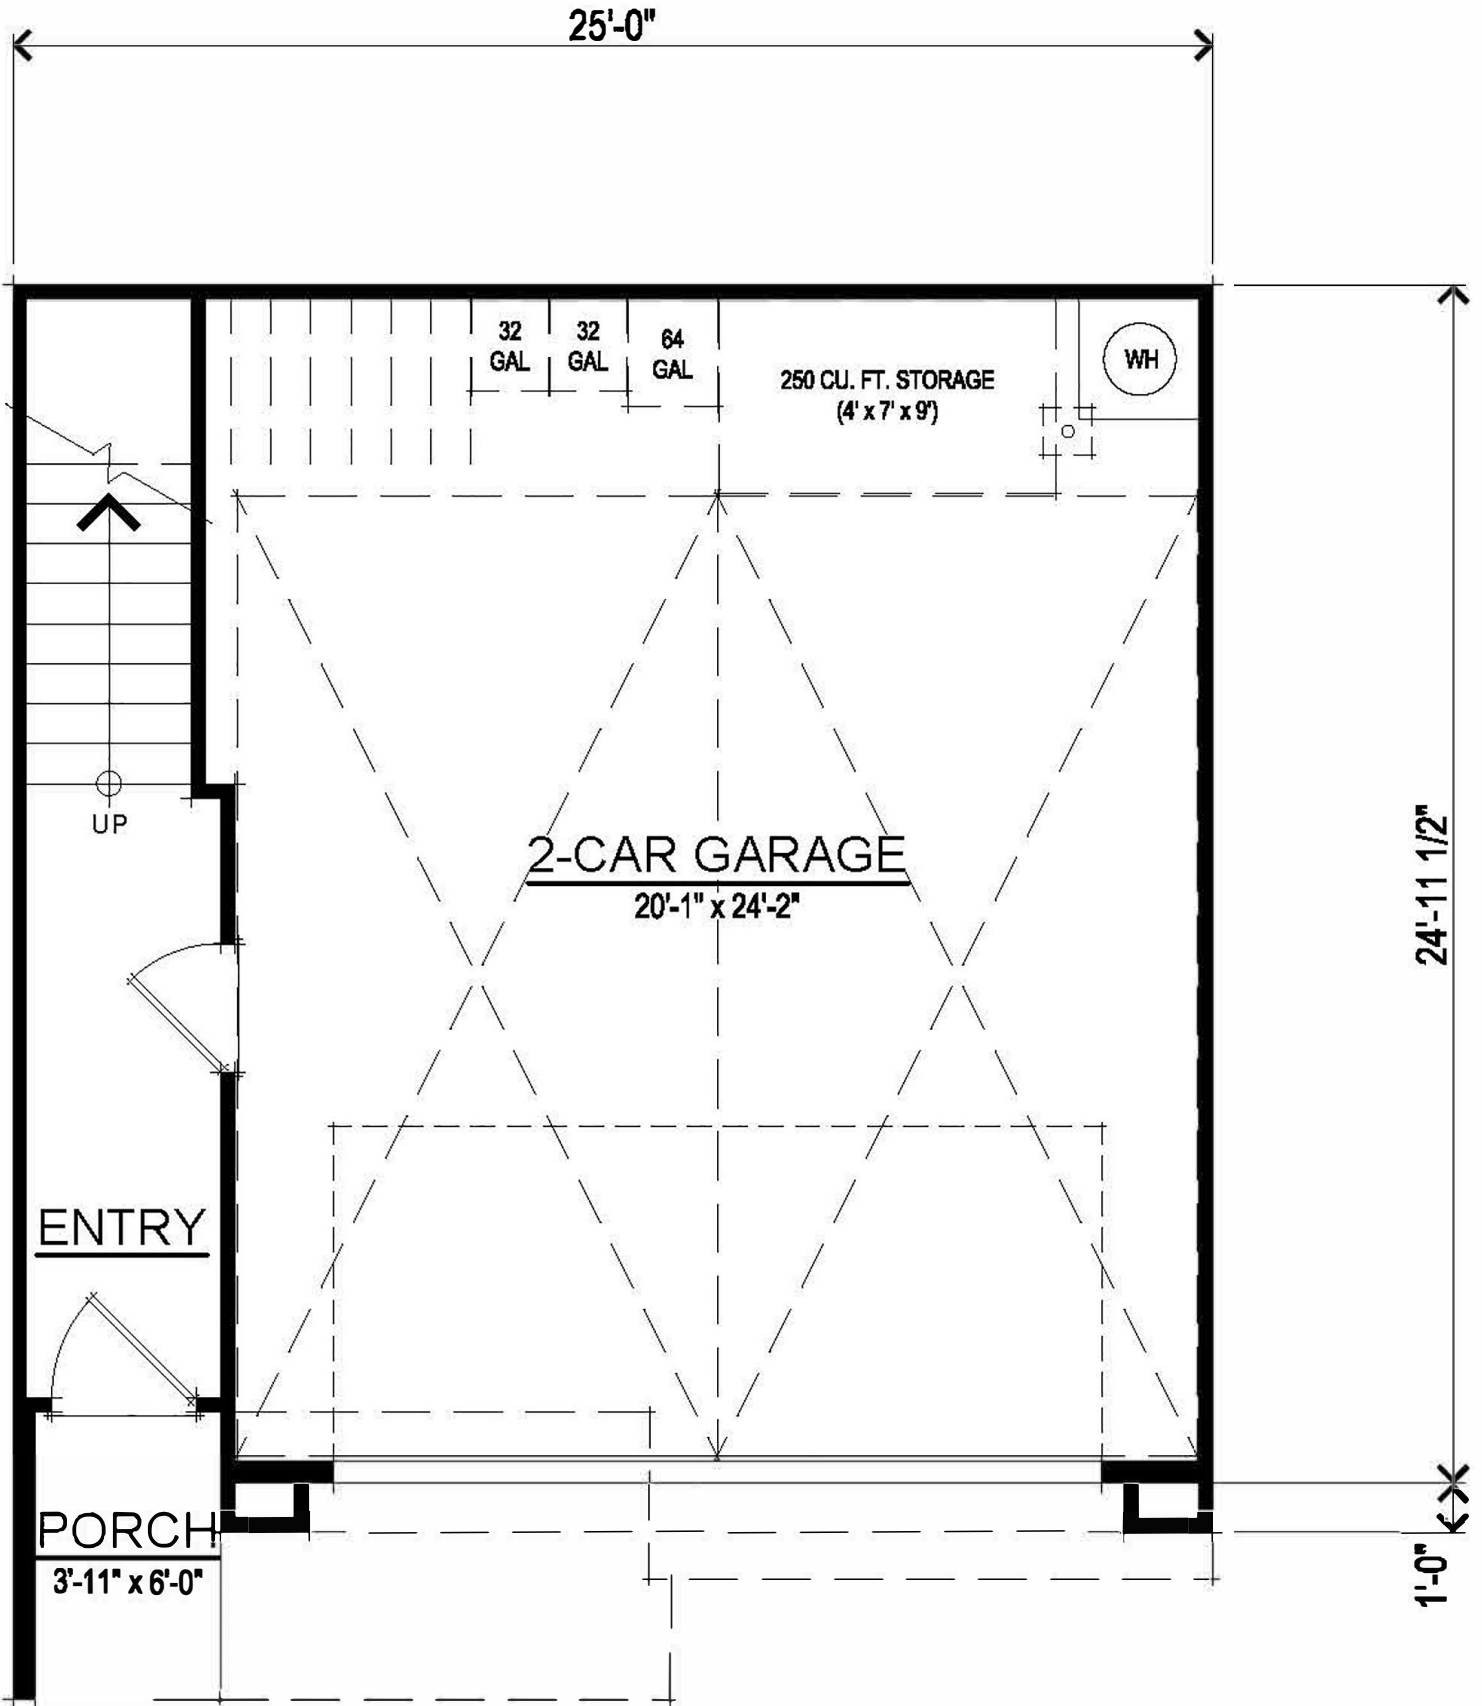 25'-0"
32
GAL
32
GAL
64
GAL
250 CU. FT. STORAGE
(4' x 7' x 9')
WH
UP
2-CAR GARAGE
20'-1" x 24'-2"
24'-11 1/2"
ENTRY
PORCH
3'-11" x 6'-0"
1'-0"